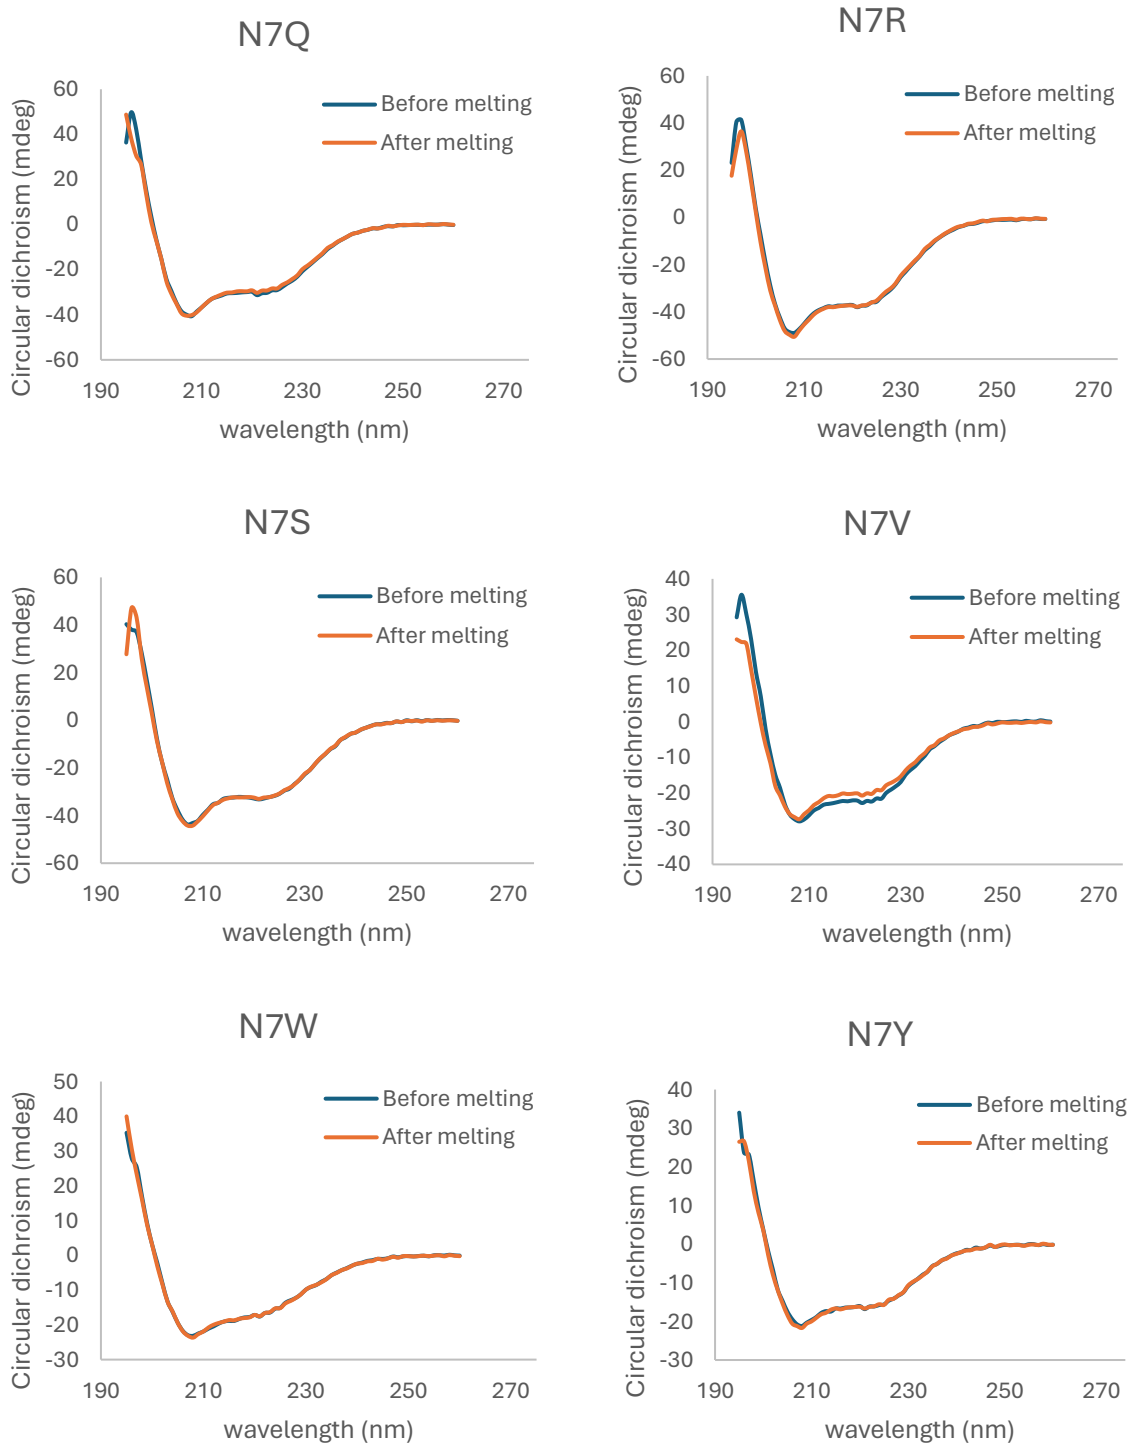 N7Q
Circular dichroism (mdeg)
60
40
20
0
-20
-40
-60
Before melting
After melting
190 210 230 250 270
wavelength (nm)
N7R
Circular dichroism (mdeg)
60
40
20
0
-20
-40
-60
Before melting
After melting
190 210 230 250 270
wavelength (nm)
N7S
Circular dichroism (mdeg)
60
40
20
0
-20
-40
-60
Before melting
After melting
190 210 230 250 270
wavelength (nm)
N7V
Circular dichroism (mdeg)
40
30
20
10
0
-10
-20
-30
-40
Before melting
After melting
190 210 230 250 270
wavelength (nm)
N7W
Circular dichroism (mdeg)
50
40
30
20
10
0
-10
-20
-30
Before melting
After melting
190 210 230 250 270
wavelength (nm)
N7Y
Circular dichroism (mdeg)
40
30
20
10
0
-10
-20
-30
Before melting
After melting
190 210 230 250 270
wavelength (nm)